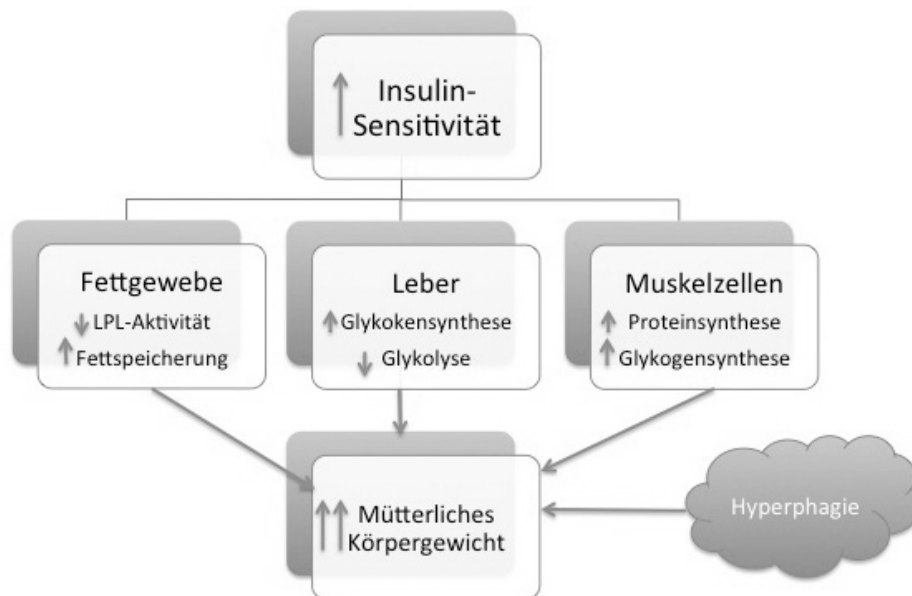 Insulin-
Sensitivität
Fettgewebe
LPL-Aktivität
Fettspeicherung
Leber
Glykokensynthese
Glykolyse
Muskelzellen
Proteinsynthese
Glykogensynthese
Mütterliches
Körpergewicht
Hyperphagie